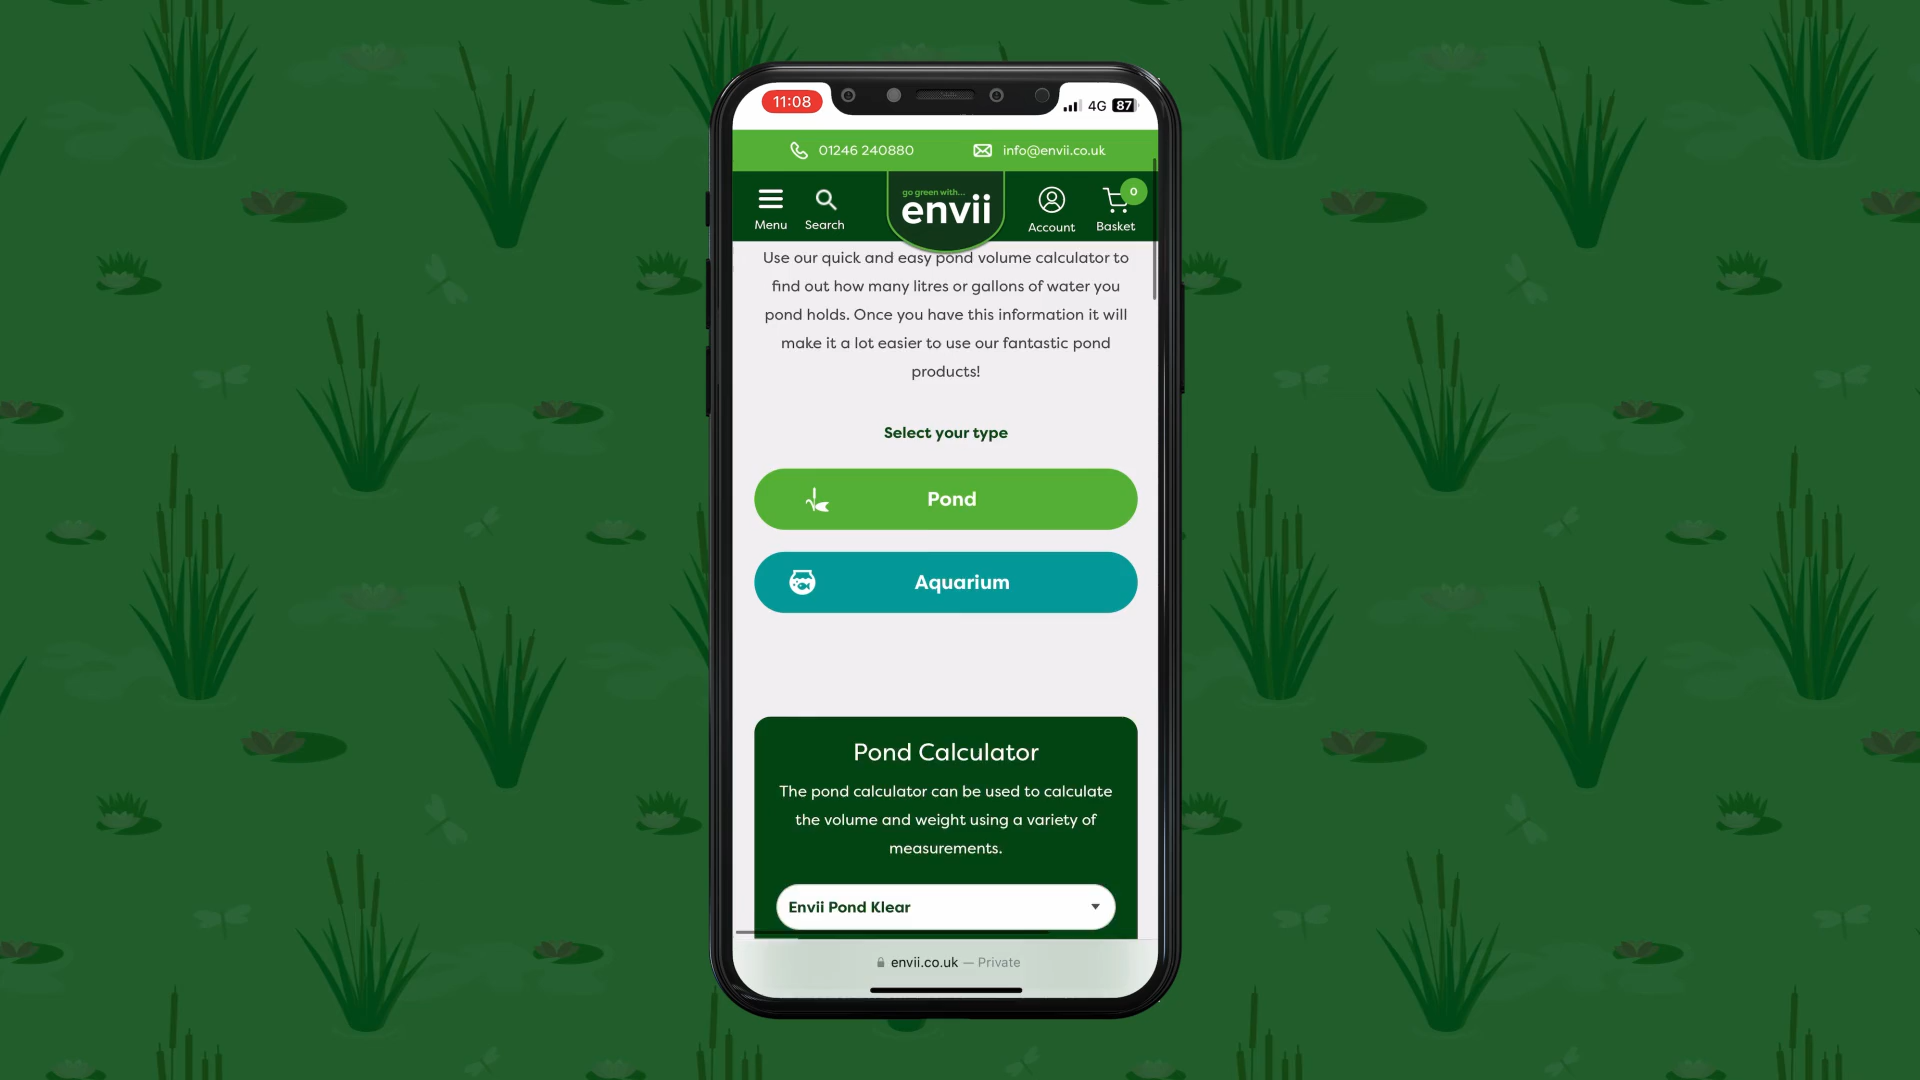 11:08
4G 87
01246 240880
info@envii.co.uk
Menu
Search
go green with...
envii
Account
0
Basket
Use our quick and easy pond volume calculator to
find out how many litres or gallons of water you
pond holds. Once you have this information it will
make it a lot easier to use our fantastic pond
products!
Select your type
Pond
Aquarium
Pond Calculator
The pond calculator can be used to calculate
the volume and weight using a variety of
measurements.
Envii Pond Klear
envii.co.uk — Private